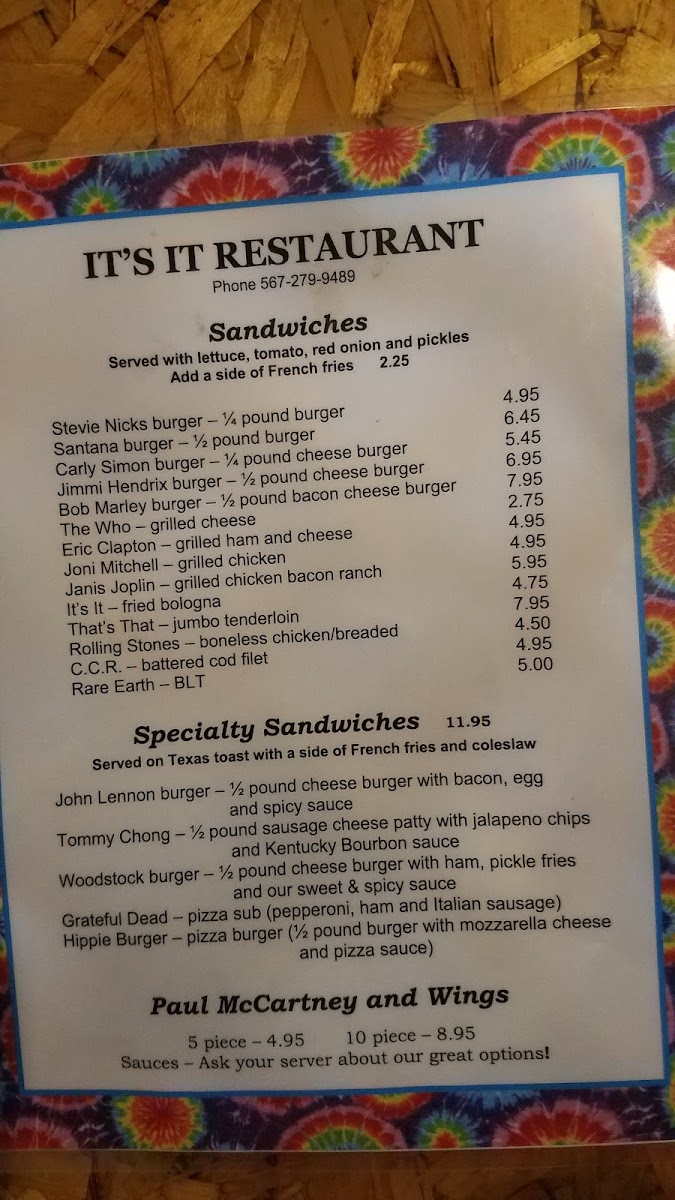 IT'S IT RESTAURANT
Phone 567-279-9489
Sandwiches
Served with lettuce, tomato, red onion and pickles
Add a side of French fries 2.25
Stevie Nicks burger – ¼ pound burger 4.95
Santana burger – ½ pound burger 6.45
Carly Simon burger – ¼ pound cheese burger 5.45
Jimmi Hendrix burger – ½ pound cheese burger 6.95
Bob Marley burger – ½ pound bacon cheese burger 7.95
The Who – grilled cheese 2.75
Eric Clapton – grilled ham and cheese 4.95
Joni Mitchell – grilled chicken 4.95
Janis Joplin – grilled chicken bacon ranch 5.95
It's It – fried bologna 4.75
That's That – jumbo tenderloin 7.95
Rolling Stones – boneless chicken/breaded 4.50
C.C.R. – battered cod filet 4.95
Rare Earth – BLT 5.00
Specialty Sandwiches 11.95
Served on Texas toast with a side of French fries and coleslaw
John Lennon burger – ½ pound cheese burger with bacon, egg
and spicy sauce
Tommy Chong – ½ pound sausage cheese patty with jalapeno chips
and Kentucky Bourbon sauce
Woodstock burger – ½ pound cheese burger with ham, pickle fries
and our sweet & spicy sauce
Grateful Dead – pizza sub (pepperoni, ham and Italian sausage)
Hippie Burger – pizza burger (½ pound burger with mozzarella cheese
and pizza sauce)
Paul McCartney and Wings
5 piece – 4.95 10 piece – 8.95
Sauces – Ask your server about our great options!